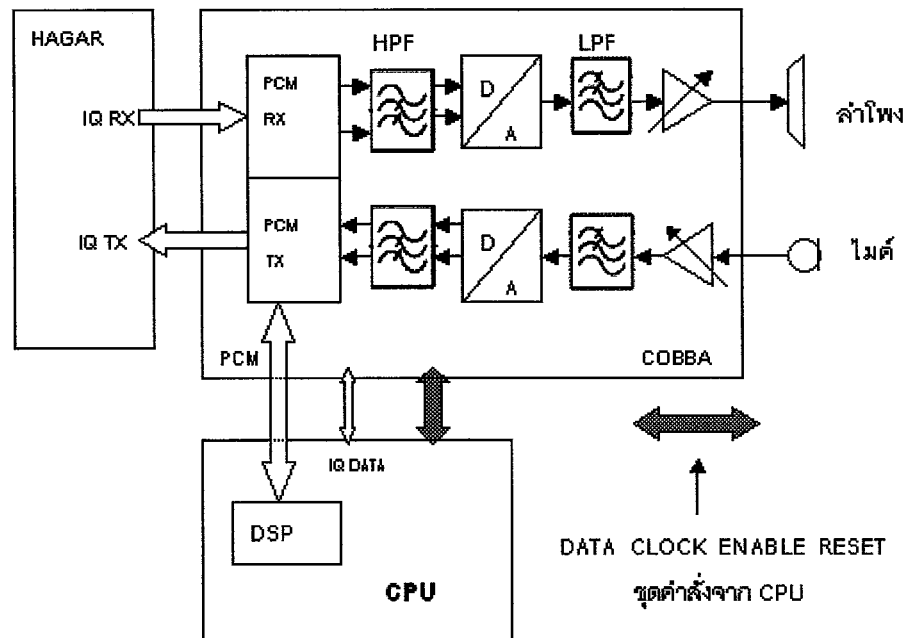 HAGAR
HPF
LPF
PCM
RX
D
A
IQ RX
ลำโพง
IQ TX
PCM
TX
D
A
ไมค์
PCM
COBBA
IQ DATA
DSP
CPU
DATA CLOCK ENABLE RESET
ชุดคำสั่งจาก CPU